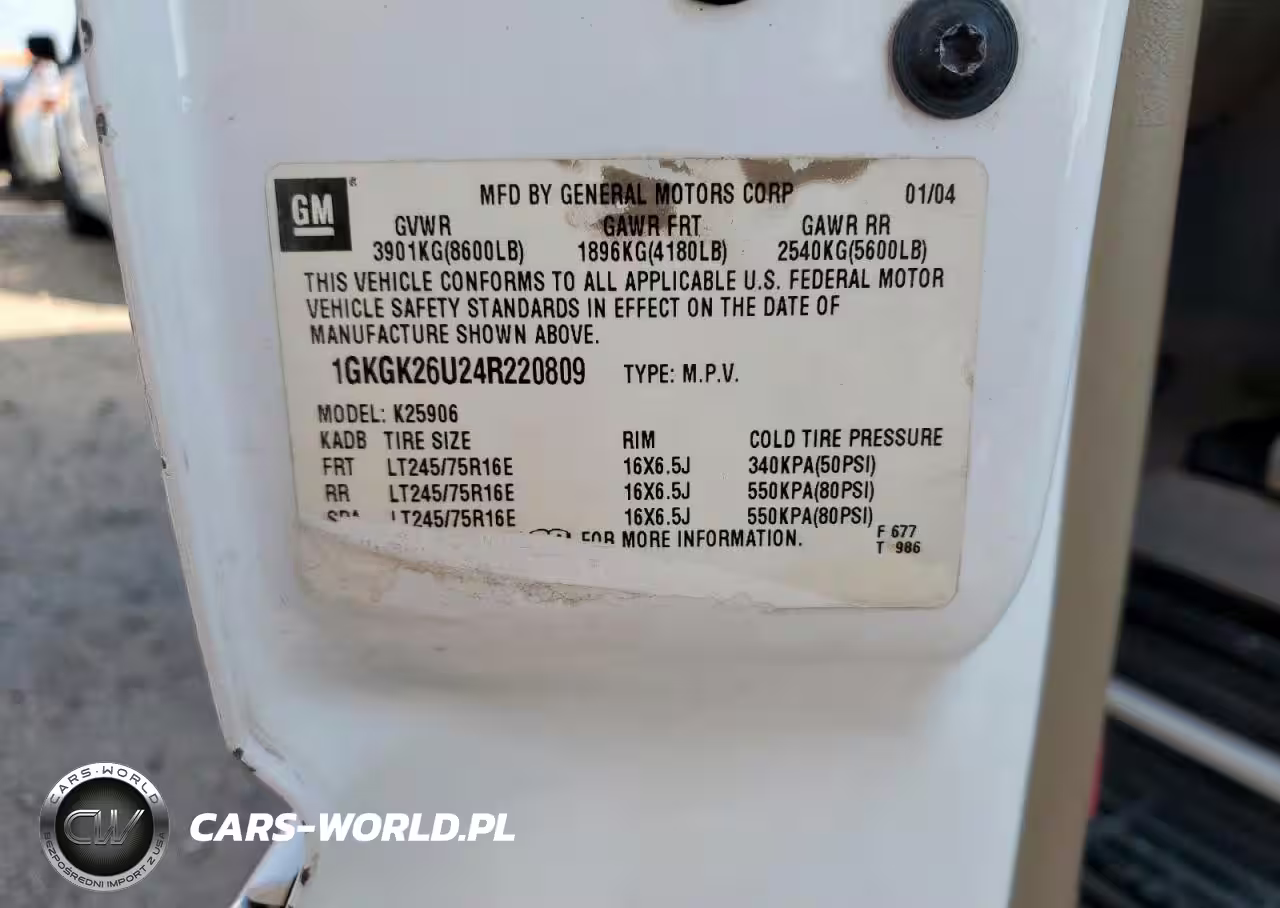 GM ®
MFD BY GENERAL MOTORS CORP 01/04
GVWR GAWR FRT GAWR RR
3901KG(8600LB) 1896KG(4180LB) 2540KG(5600LB)
THIS VEHICLE CONFORMS TO ALL APPLICABLE U.S. FEDERAL MOTOR
VEHICLE SAFETY STANDARDS IN EFFECT ON THE DATE OF
MANUFACTURE SHOWN ABOVE.
1GKGK26U24R220809 TYPE: M.P.V.
MODEL: K25906
KADB TIRE SIZE RIM COLD TIRE PRESSURE
FRT LT245/75R16E 16X6.5J 340KPA(50PSI)
RR LT245/75R16E 16X6.5J 550KPA(80PSI)
LT245/75R16E 16X6.5J 550KPA(80PSI)
FOR MORE INFORMATION. F 677
T 986
CARS-WORLD
CW
BEZPOŚREDNI IMPORT Z USA
CARS-WORLD.PL